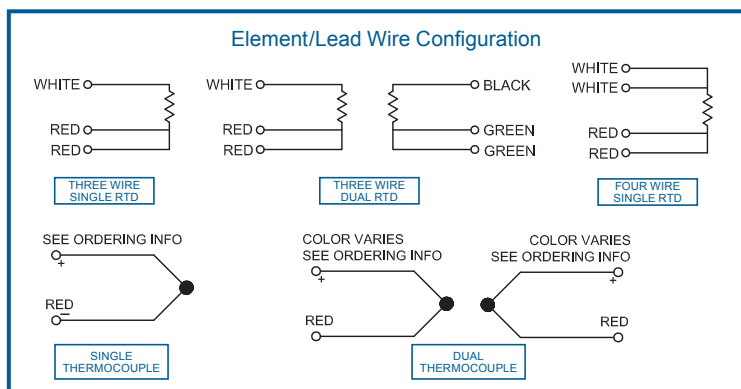 Element/Lead Wire Configuration
WHITE
RED
RED
THREE WIRE
SINGLE RTD
WHITE
RED
RED
BLACK
GREEN
GREEN
THREE WIRE
DUAL RTD
WHITE
WHITE
RED
RED
FOUR WIRE
SINGLE RTD
SEE ORDERING INFO
+
RED
–
SINGLE
THERMOCOUPLE
COLOR VARIES
SEE ORDERING INFO
+
RED
COLOR VARIES
SEE ORDERING INFO
+
RED
DUAL
THERMOCOUPLE